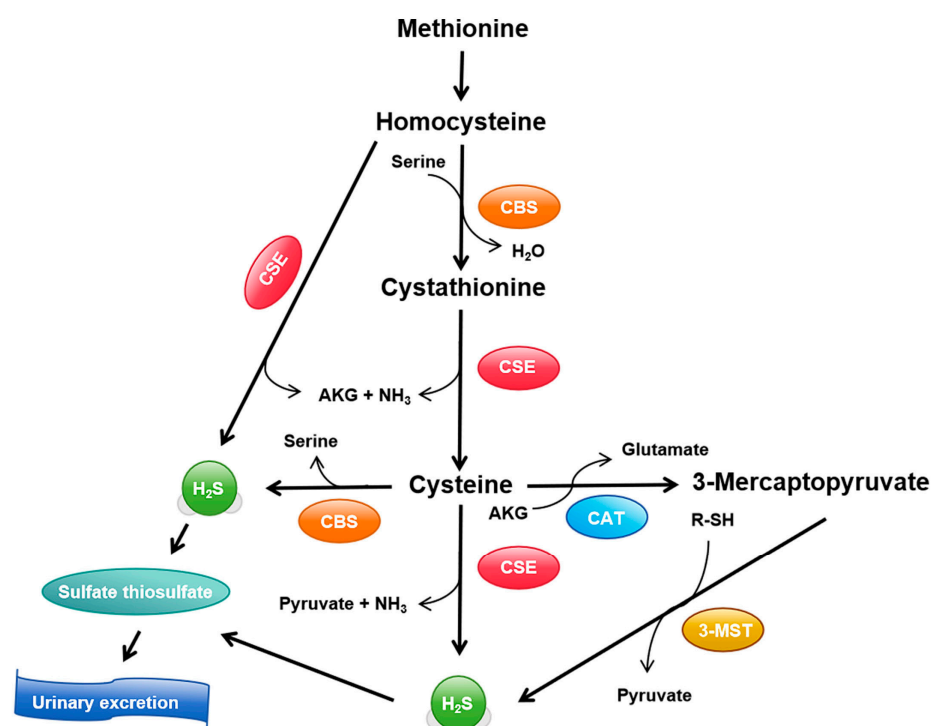 Methionine
Homocysteine
Serine
CBS
H₂O
CSE
Cystathionine
CSE
AKG + NH₃
Serine
Glutamate
H₂S
Cysteine
3-Mercaptopyruvate
CBS
AKG
CAT
R-SH
CSE
Sulfate thiosulfate
Pyruvate + NH₃
3-MST
Pyruvate
Urinary excretion
H₂S